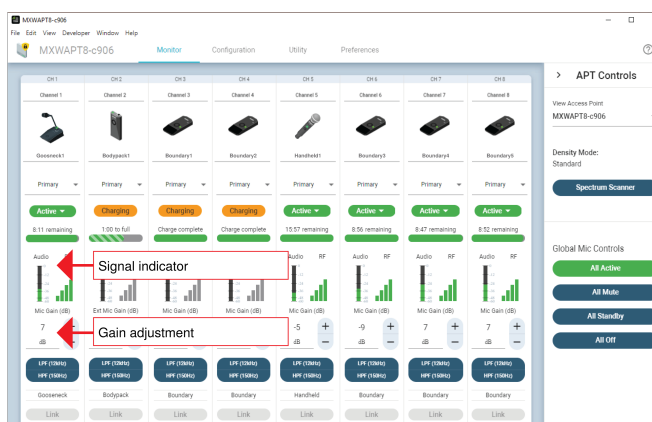 MXWAPT8-c906
File Edit View Developer Window Help
MXWAPT8-c906 Monitor Configuration Utility Preferences
CH 1 CH 2 CH 3 CH 4 CH 5 CH 6 CH 7 CH 8
Channel 1 Channel 2 Channel 3 Channel 4 Channel 5 Channel 6 Channel 7 Channel 8
Gooseneck1 Bodypack1 Boundary1 Boundary2 Handheld1 Boundary3 Boundary4 Boundary5
Primary Primary Primary Primary Primary Primary Primary Primary
Active Charging Charging Charging Active Active Active Active
8:11 remaining 1:00 to full Charge complete Charge complete 15:57 remaining 8:56 remaining 8:47 remaining 8:52 remaining
Audio RF Audio RF Audio RF Audio RF Audio RF
Signal indicator
Mic Gain (dB) Ext Mic Gain (dB) Mic Gain (dB) Mic Gain (dB) Mic Gain (dB) Mic Gain (dB) Mic Gain (dB) Mic Gain (dB)
7 + -5 + -9 + 7 + 7 +
Gain adjustment
dB dB − dB − dB − dB −
LPF (12kHz) LPF (12kHz) LPF (12kHz) LPF (12kHz) LPF (12kHz) LPF (12kHz) LPF (12kHz) LPF (12kHz)
HPF (150Hz) HPF (150Hz) HPF (150Hz) HPF (150Hz) HPF (150Hz) HPF (150Hz) HPF (150Hz) HPF (150Hz)
Gooseneck Bodypack Boundary Boundary Handheld Boundary Boundary Boundary
Link Link Link Link Link Link Link Link
> APT Controls
View Access Point
MXWAPT8-c906
Density Mode:
Standard
Spectrum Scanner
Global Mic Controls
All Active
All Mute
All Standby
All Off